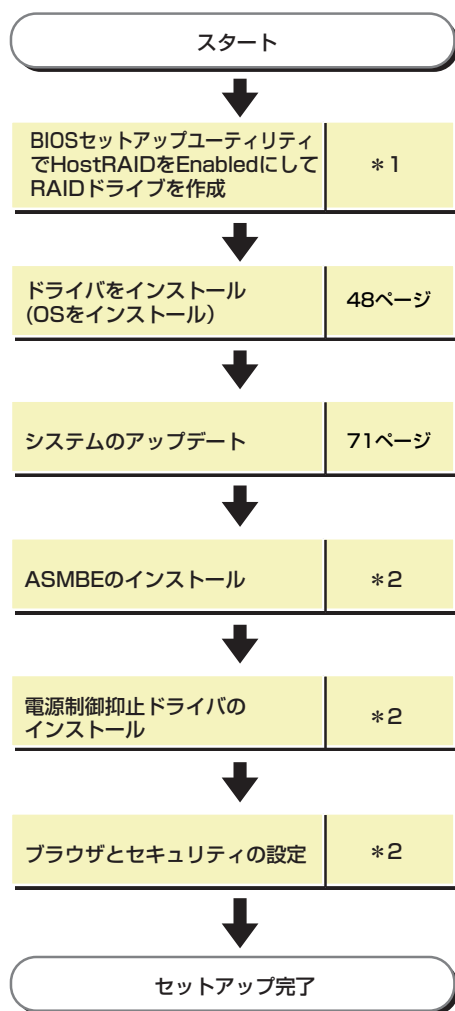 スタート
BIOSセットアップユーティリティ
でHostRAIDをEnabledにして
RAIDドライブを作成
＊1
ドライバをインストール
(OSをインストール）
48ページ
システムのアップデート
71ページ
ASMBEのインストール
＊2
電源制御抑止ドライバの
インストール
＊2
ブラウザとセキュリティの設定
＊2
セットアップ完了